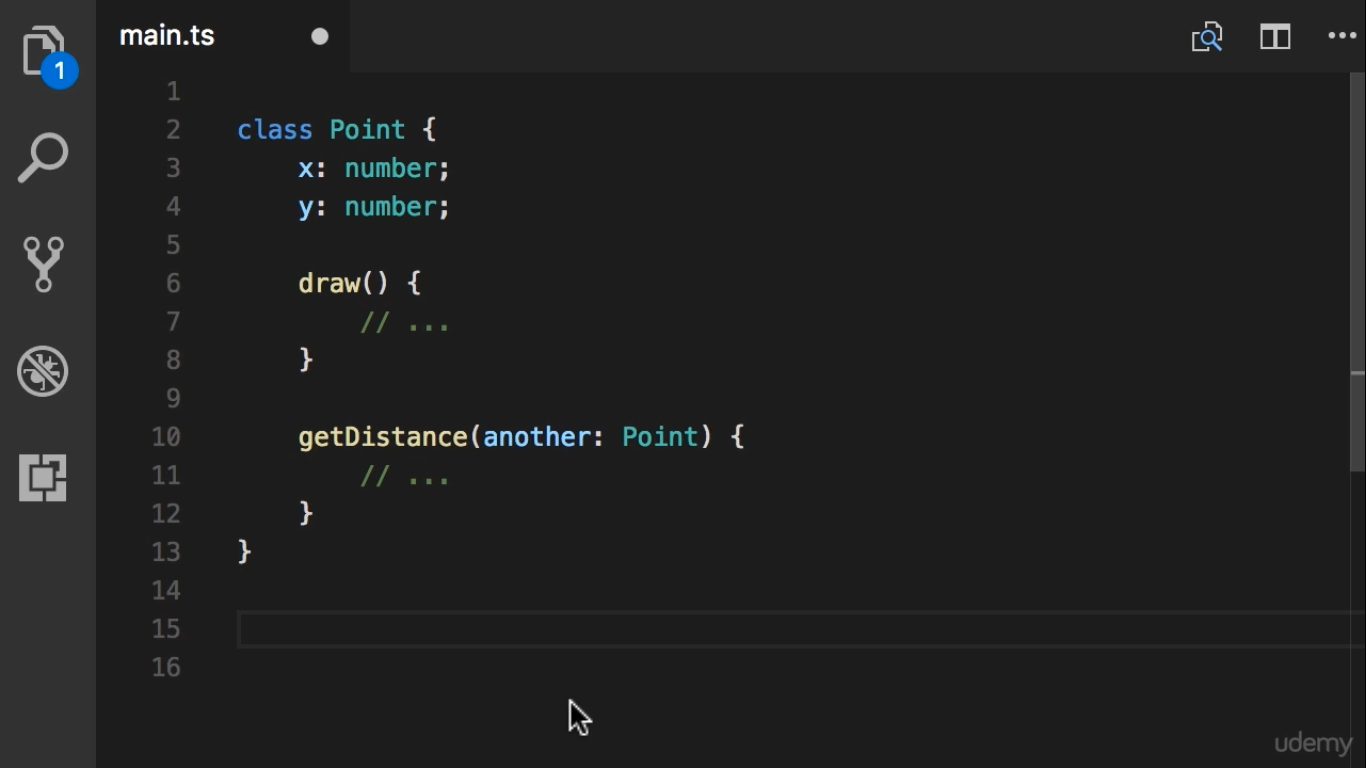 main.ts
1
1
2 class Point {
3 x: number;
4 y: number;
5
6 draw() {
7 // ...
8 }
9
10 getDistance(another: Point) {
11 // ...
12 }
13 }
14
15
16
udemy